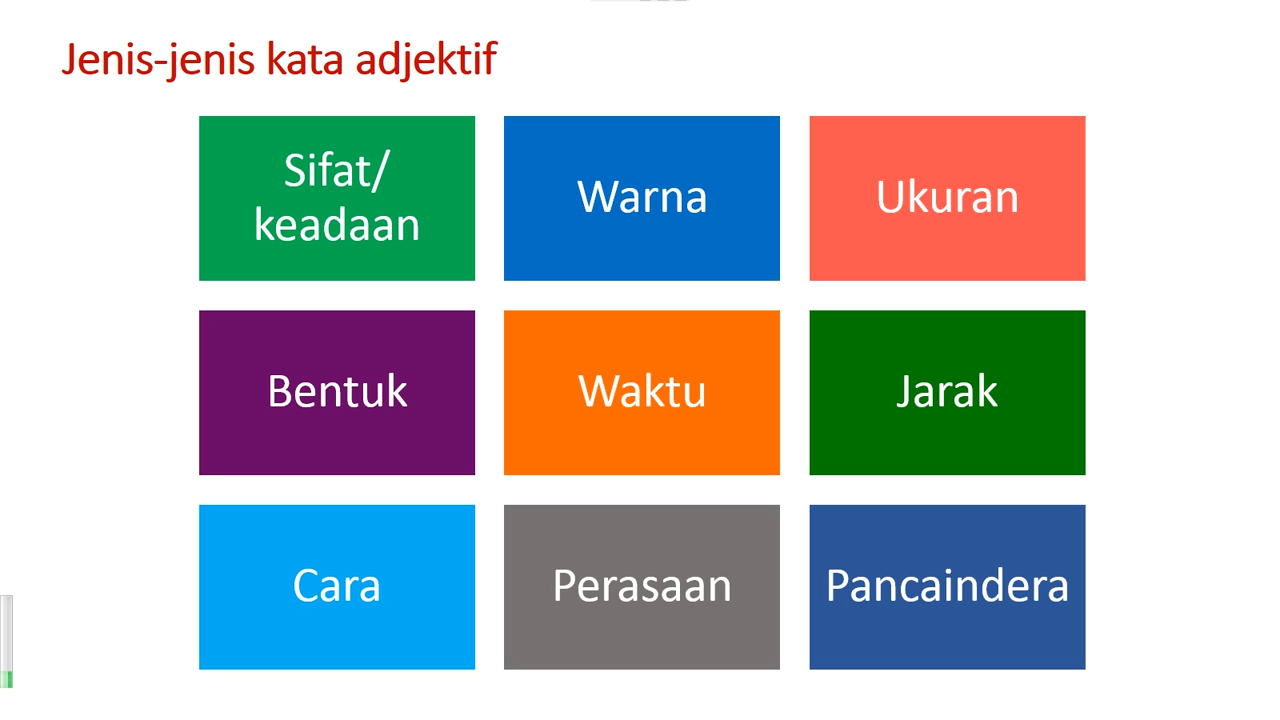 Jenis-jenis kata adjektif
Sifat/
keadaan
Warna
Ukuran
Bentuk
Waktu
Jarak
Cara
Perasaan
Pancaindera